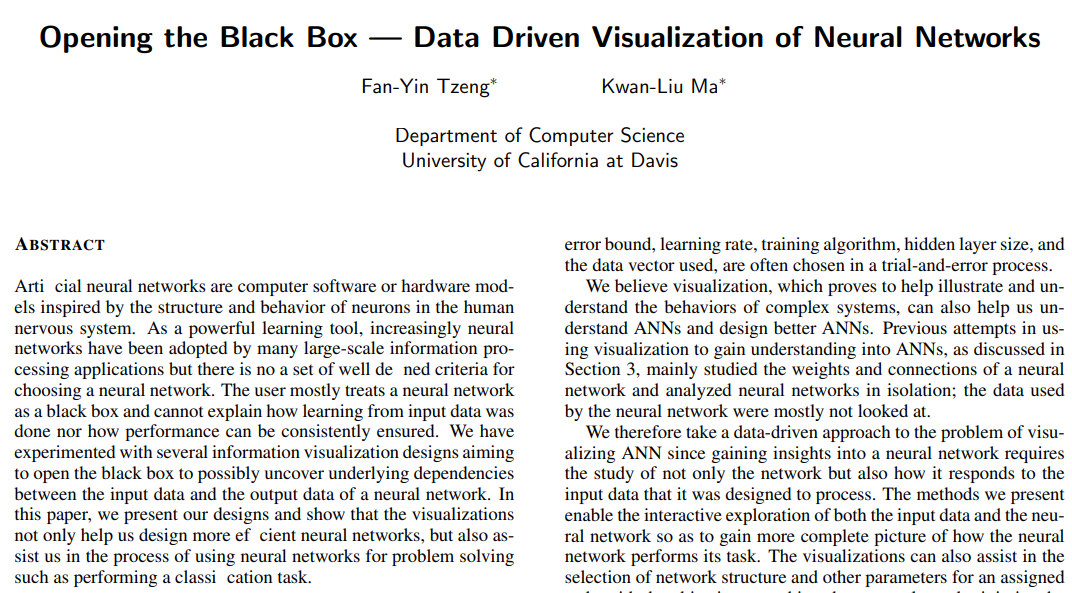 Opening the Black Box — Data Driven Visualization of Neural Networks
Fan-Yin Tzeng* Kwan-Liu Ma*
Department of Computer Science
University of California at Davis
ABSTRACT
Arti cial neural networks are computer software or hardware mod-
els inspired by the structure and behavior of neurons in the human
nervous system. As a powerful learning tool, increasingly neural
networks have been adopted by many large-scale information pro-
cessing applications but there is no a set of well de ned criteria for
choosing a neural network. The user mostly treats a neural network
as a black box and cannot explain how learning from input data was
done nor how performance can be consistently ensured. We have
experimented with several information visualization designs aiming
to open the black box to possibly uncover underlying dependencies
between the input data and the output data of a neural network. In
this paper, we present our designs and show that the visualizations
not only help us design more ef cient neural networks, but also as-
sist us in the process of using neural networks for problem solving
such as performing a classi cation task.
error bound, learning rate, training algorithm, hidden layer size, and
the data vector used, are often chosen in a trial-and-error process.
We believe visualization, which proves to help illustrate and un-
derstand the behaviors of complex systems, can also help us un-
derstand ANNs and design better ANNs. Previous attempts in us-
ing visualization to gain understanding into ANNs, as discussed in
Section 3, mainly studied the weights and connections of a neural
network and analyzed neural networks in isolation; the data used
by the neural network were mostly not looked at.
We therefore take a data-driven approach to the problem of visu-
alizing ANN since gaining insights into a neural network requires
the study of not only the network but also how it responds to the
input data that it was designed to process. The methods we present
enable the interactive exploration of both the input data and the neu-
ral network so as to gain more complete picture of how the neural
network performs its task. The visualizations can also assist in the
selection of network structure and other parameters for an assigned